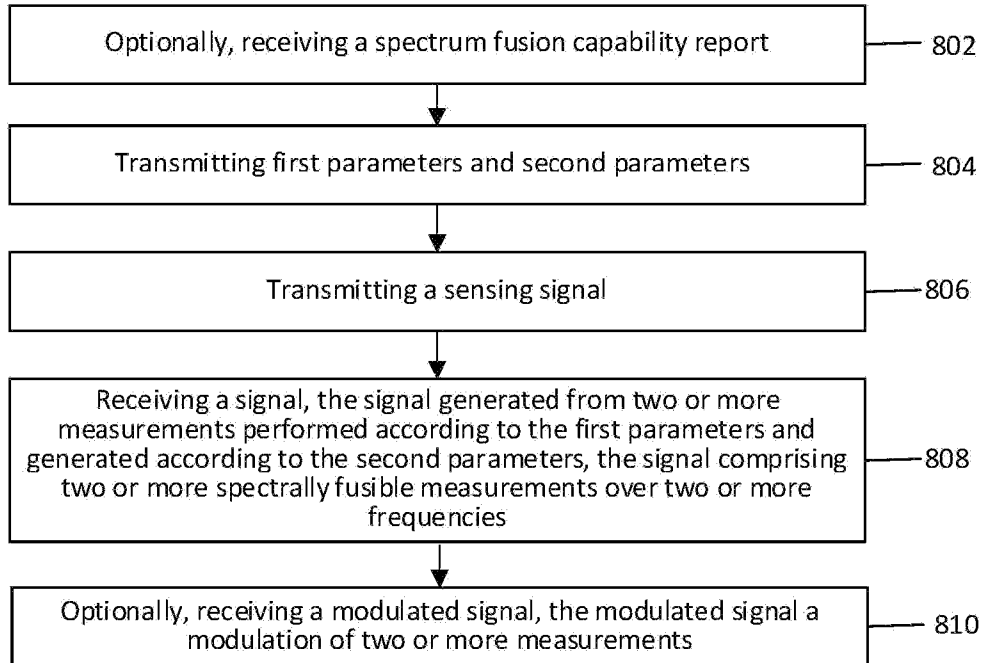 Optionally, receiving a spectrum fusion capability report
802
Transmitting first parameters and second parameters
804
Transmitting a sensing signal
806
Receiving a signal, the signal generated from two or more
measurements performed according to the first parameters and
generated according to the second parameters, the signal comprising
two or more spectrally fusible measurements over two or more
frequencies
808
Optionally, receiving a modulated signal, the modulated signal a
modulation of two or more measurements
810